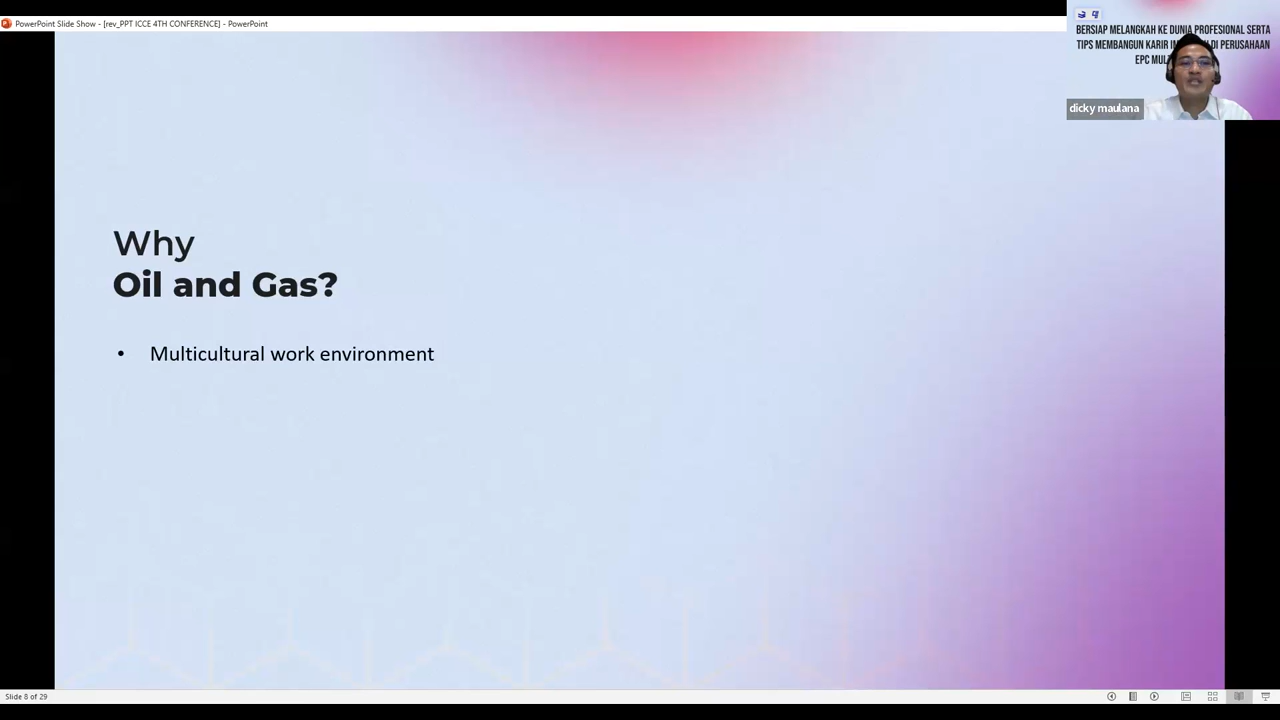 PowerPoint Slide Show - [rev_PPT ICCE 4TH CONFERENCE] - PowerPoint
BERSIAP MELANGKAH KE DUNIA PROFESIONAL SERTA
TIPS MEMBANGUN KARIR DI PERUSAHAAN
EPC
dicky maulana
Why
Oil and Gas?
• Multicultural work environment
Slide 8 of 29